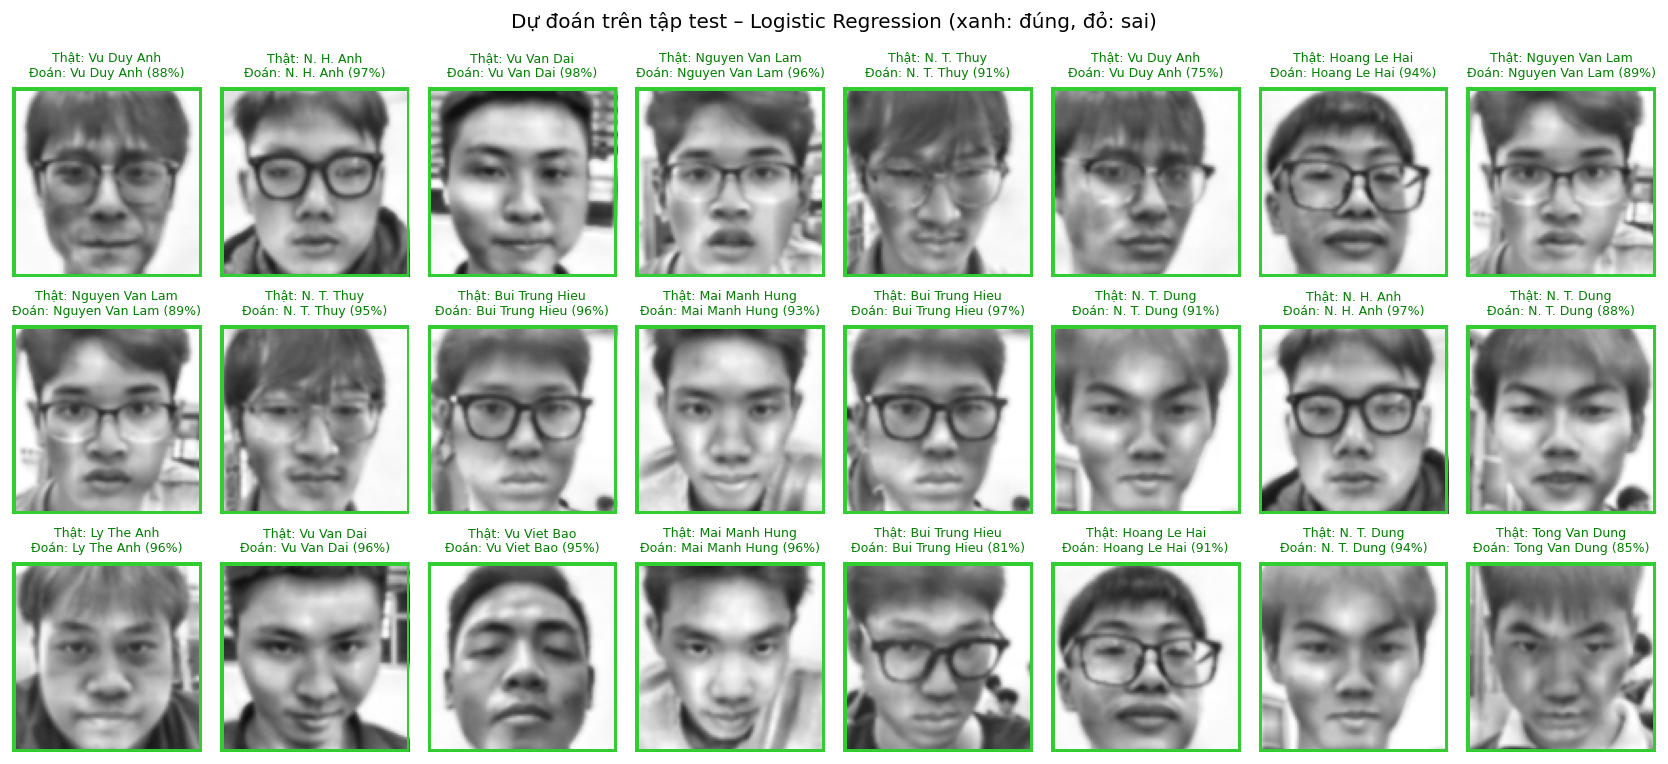 Dự đoán trên tập test – Logistic Regression (xanh: đúng, đỏ: sai)
Thật: Vu Duy Anh
Đoán: Vu Duy Anh (88%)
Thật: N. H. Anh
Đoán: N. H. Anh (97%)
Thật: Vu Van Dai
Đoán: Vu Van Dai (98%)
Thật: Nguyen Van Lam
Đoán: Nguyen Van Lam (96%)
Thật: N. T. Thuy
Đoán: N. T. Thuy (91%)
Thật: Vu Duy Anh
Đoán: Vu Duy Anh (75%)
Thật: Hoang Le Hai
Đoán: Hoang Le Hai (94%)
Thật: Nguyen Van Lam
Đoán: Nguyen Van Lam (89%)
Thật: Nguyen Van Lam
Đoán: Nguyen Van Lam (89%)
Thật: N. T. Thuy
Đoán: N. T. Thuy (95%)
Thật: Bui Trung Hieu
Đoán: Bui Trung Hieu (96%)
Thật: Mai Manh Hung
Đoán: Mai Manh Hung (93%)
Thật: Bui Trung Hieu
Đoán: Bui Trung Hieu (97%)
Thật: N. T. Dung
Đoán: N. T. Dung (91%)
Thật: N. H. Anh
Đoán: N. H. Anh (97%)
Thật: N. T. Dung
Đoán: N. T. Dung (88%)
Thật: Ly The Anh
Đoán: Ly The Anh (96%)
Thật: Vu Van Dai
Đoán: Vu Van Dai (96%)
Thật: Vu Viet Bao
Đoán: Vu Viet Bao (95%)
Thật: Mai Manh Hung
Đoán: Mai Manh Hung (96%)
Thật: Bui Trung Hieu
Đoán: Bui Trung Hieu (81%)
Thật: Hoang Le Hai
Đoán: Hoang Le Hai (91%)
Thật: N. T. Dung
Đoán: N. T. Dung (94%)
Thật: Tong Van Dung
Đoán: Tong Van Dung (85%)